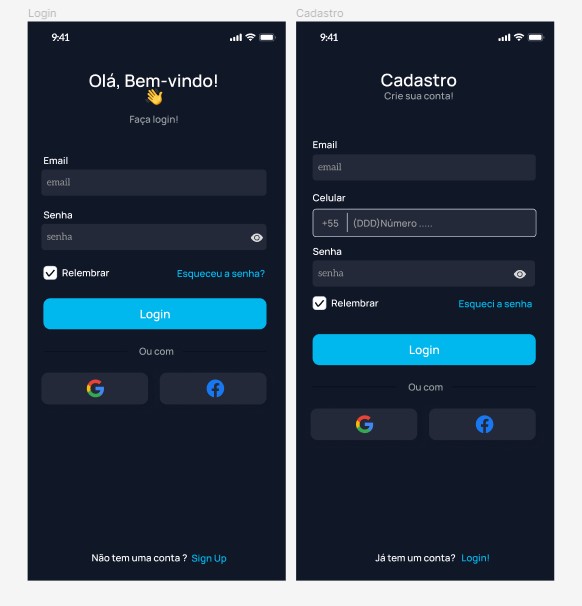 Login
9:41
Olá, Bem-vindo!
👋
Faça login!
Email
email
Senha
senha
Relembrar
Esqueceu a senha?
Login
Ou com
Não tem uma conta ? Sign Up
Cadastro
9:41
Cadastro
Crie sua conta!
Email
email
Celular
+55 (DDD)Número .....
Senha
senha
Relembrar
Esqueci a senha
Login
Ou com
Já tem um conta? Login!